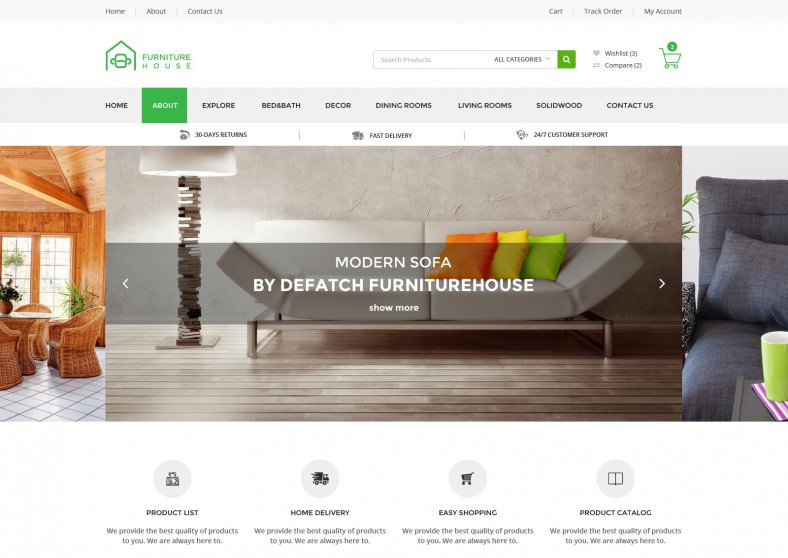 Home About Contact Us Cart Track Order My Account
FURNITURE
HOUSE
Search Products ALL CATEGORIES
Wishlist (3)
Compare (2)
2
HOME ABOUT EXPLORE BED&BATH DECOR DINING ROOMS LIVING ROOMS SOLIDWOOD CONTACT US
30-DAYS RETURNS FAST DELIVERY 24/7 CUSTOMER SUPPORT
MODERN SOFA
BY DEFATCH FURNITUREHOUSE
show more
PRODUCT LIST
We provide the best quality of products
to you. We are always here to.
HOME DELIVERY
We provide the best quality of products
to you. We are always here to.
EASY SHOPPING
We provide the best quality of products
to you. We are always here to.
PRODUCT CATALOG
We provide the best quality of products
to you. We are always here to.